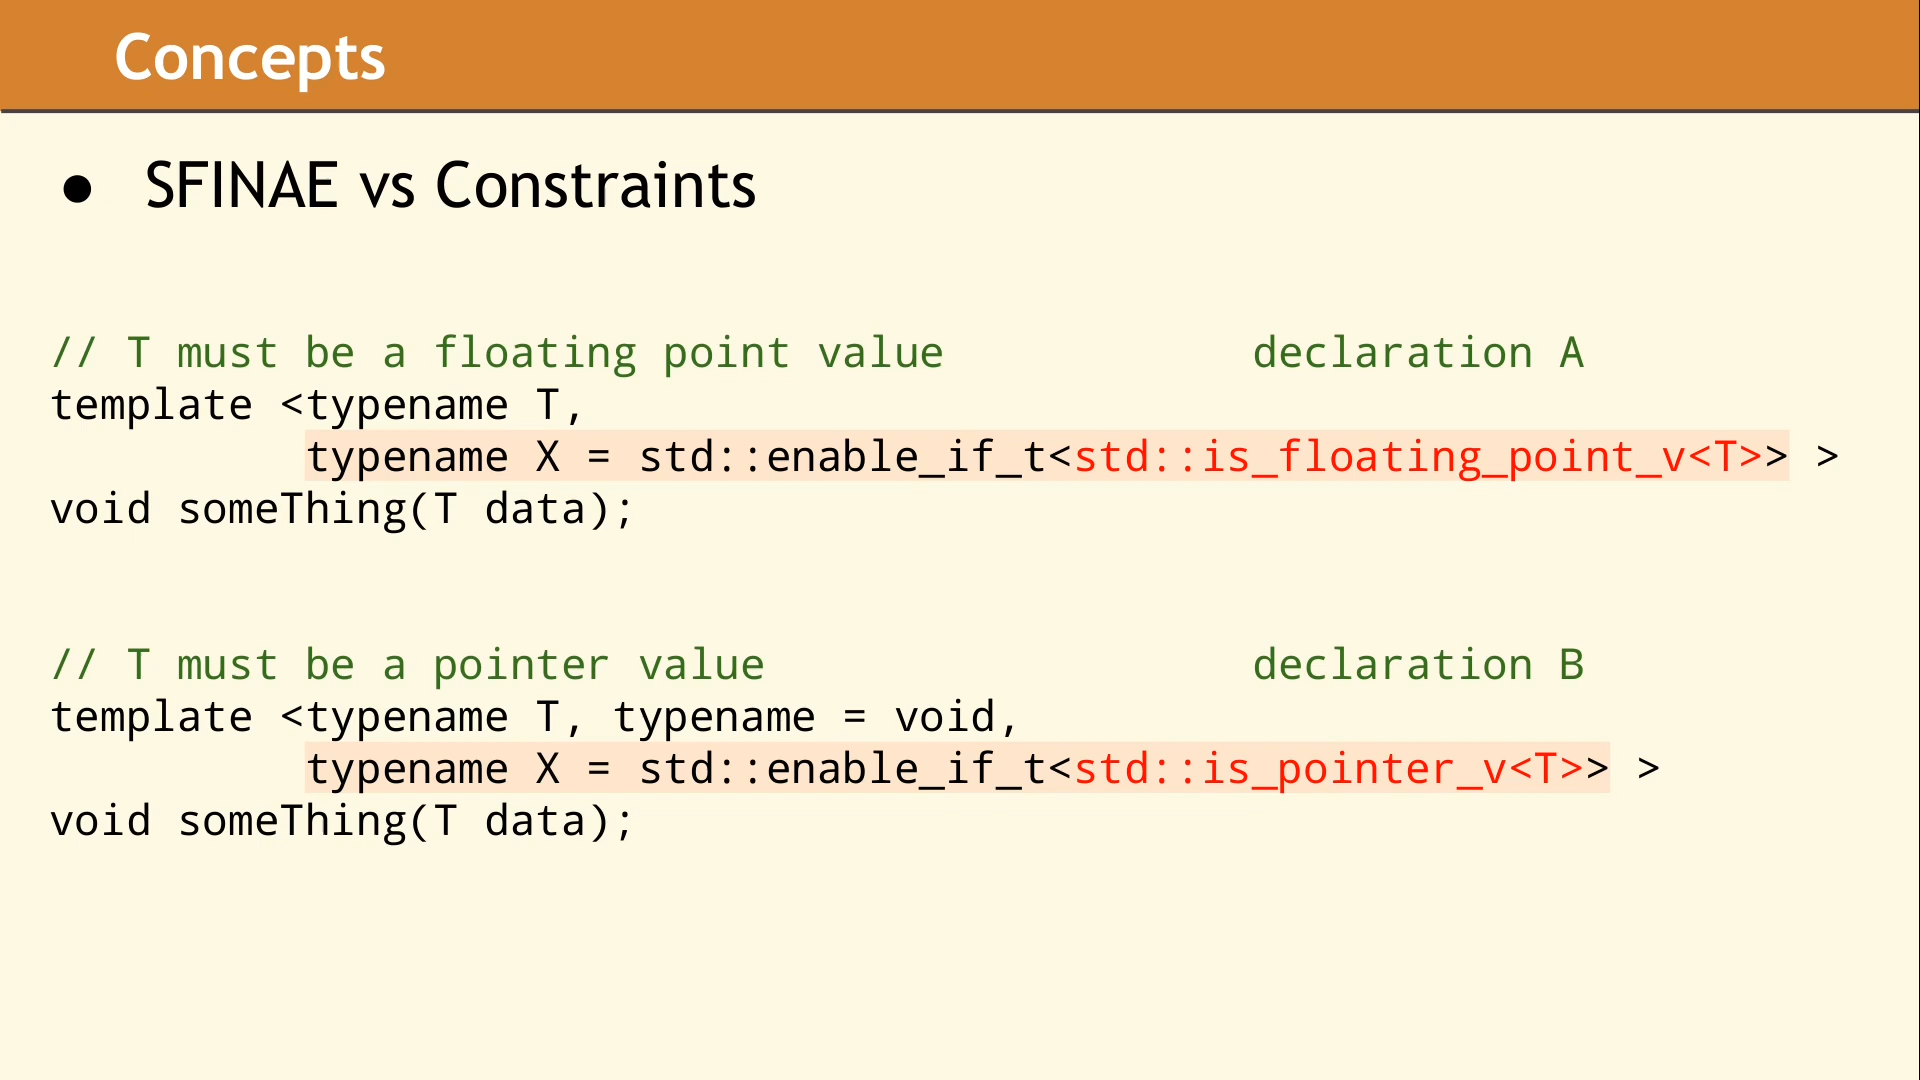 Concepts
● SFINAE vs Constraints
// T must be a floating point value            declaration A
template <typename T,
          typename X = std::enable_if_t<std::is_floating_point_v<T>> >
void someThing(T data);
// T must be a pointer value                   declaration B
template <typename T, typename = void,
          typename X = std::enable_if_t<std::is_pointer_v<T>> >
void someThing(T data);